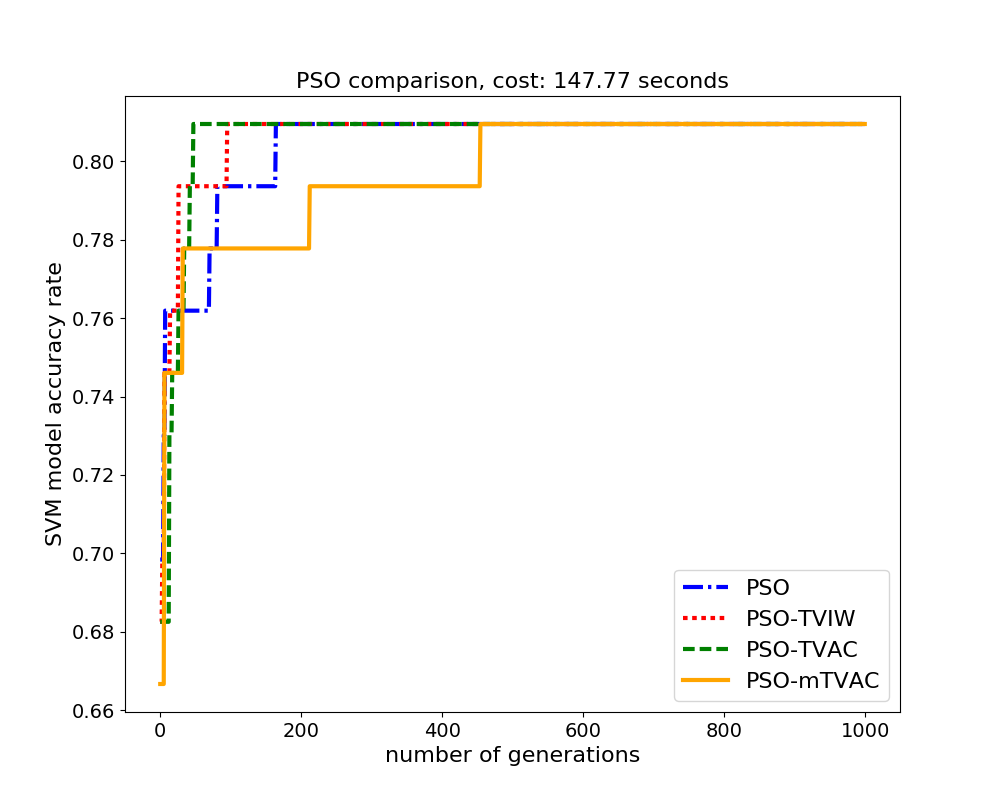 PSO comparison, cost: 147.77 seconds
SVM model accuracy rate
0.80
0.78
0.76
0.74
0.72
0.70
0.68
0.66
0 200 400 600 800 1000
number of generations
PSO
PSO-TVIW
PSO-TVAC
PSO-mTVAC